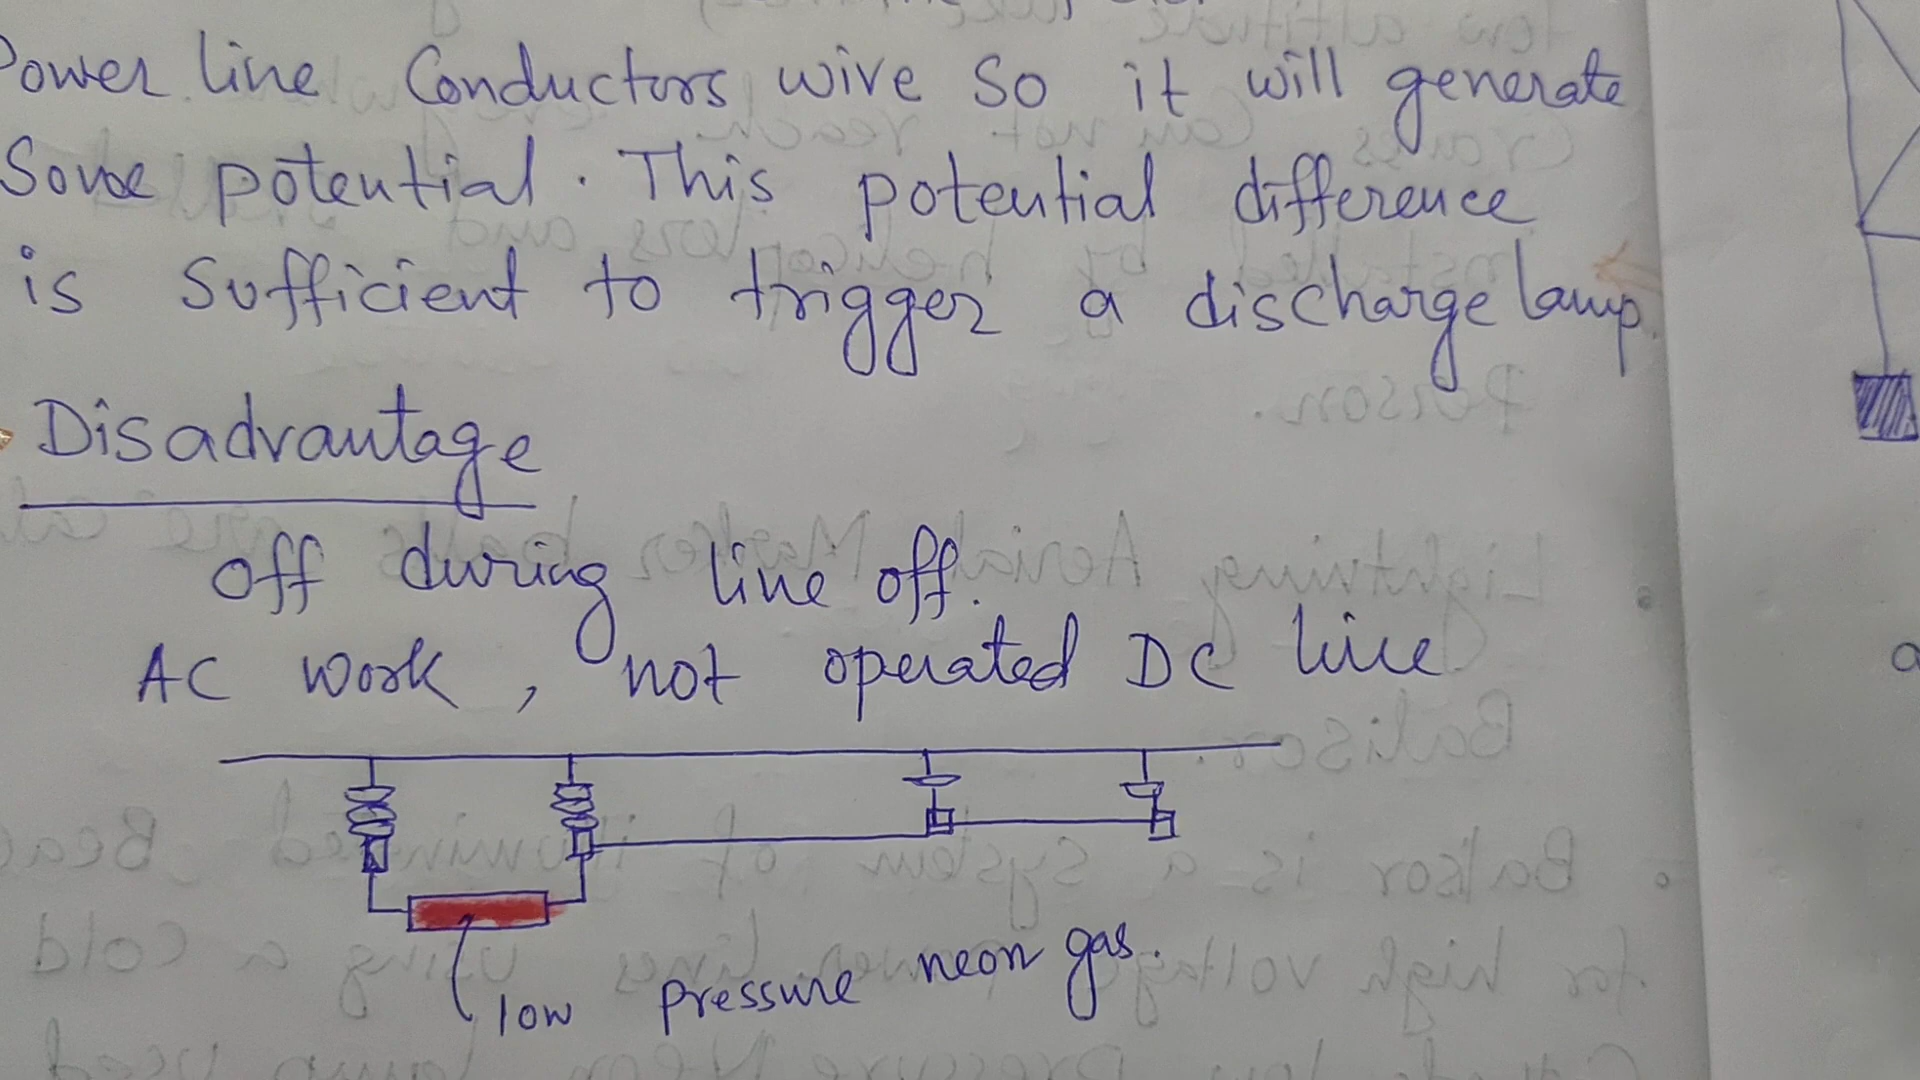 Power line Conductors wire So it will generate
Some potential. This potential difference
is Sufficient to trigger a discharge lamp.
Disadvantage
off during line off.
AC work, not operated DC line
low pressure neon gas.